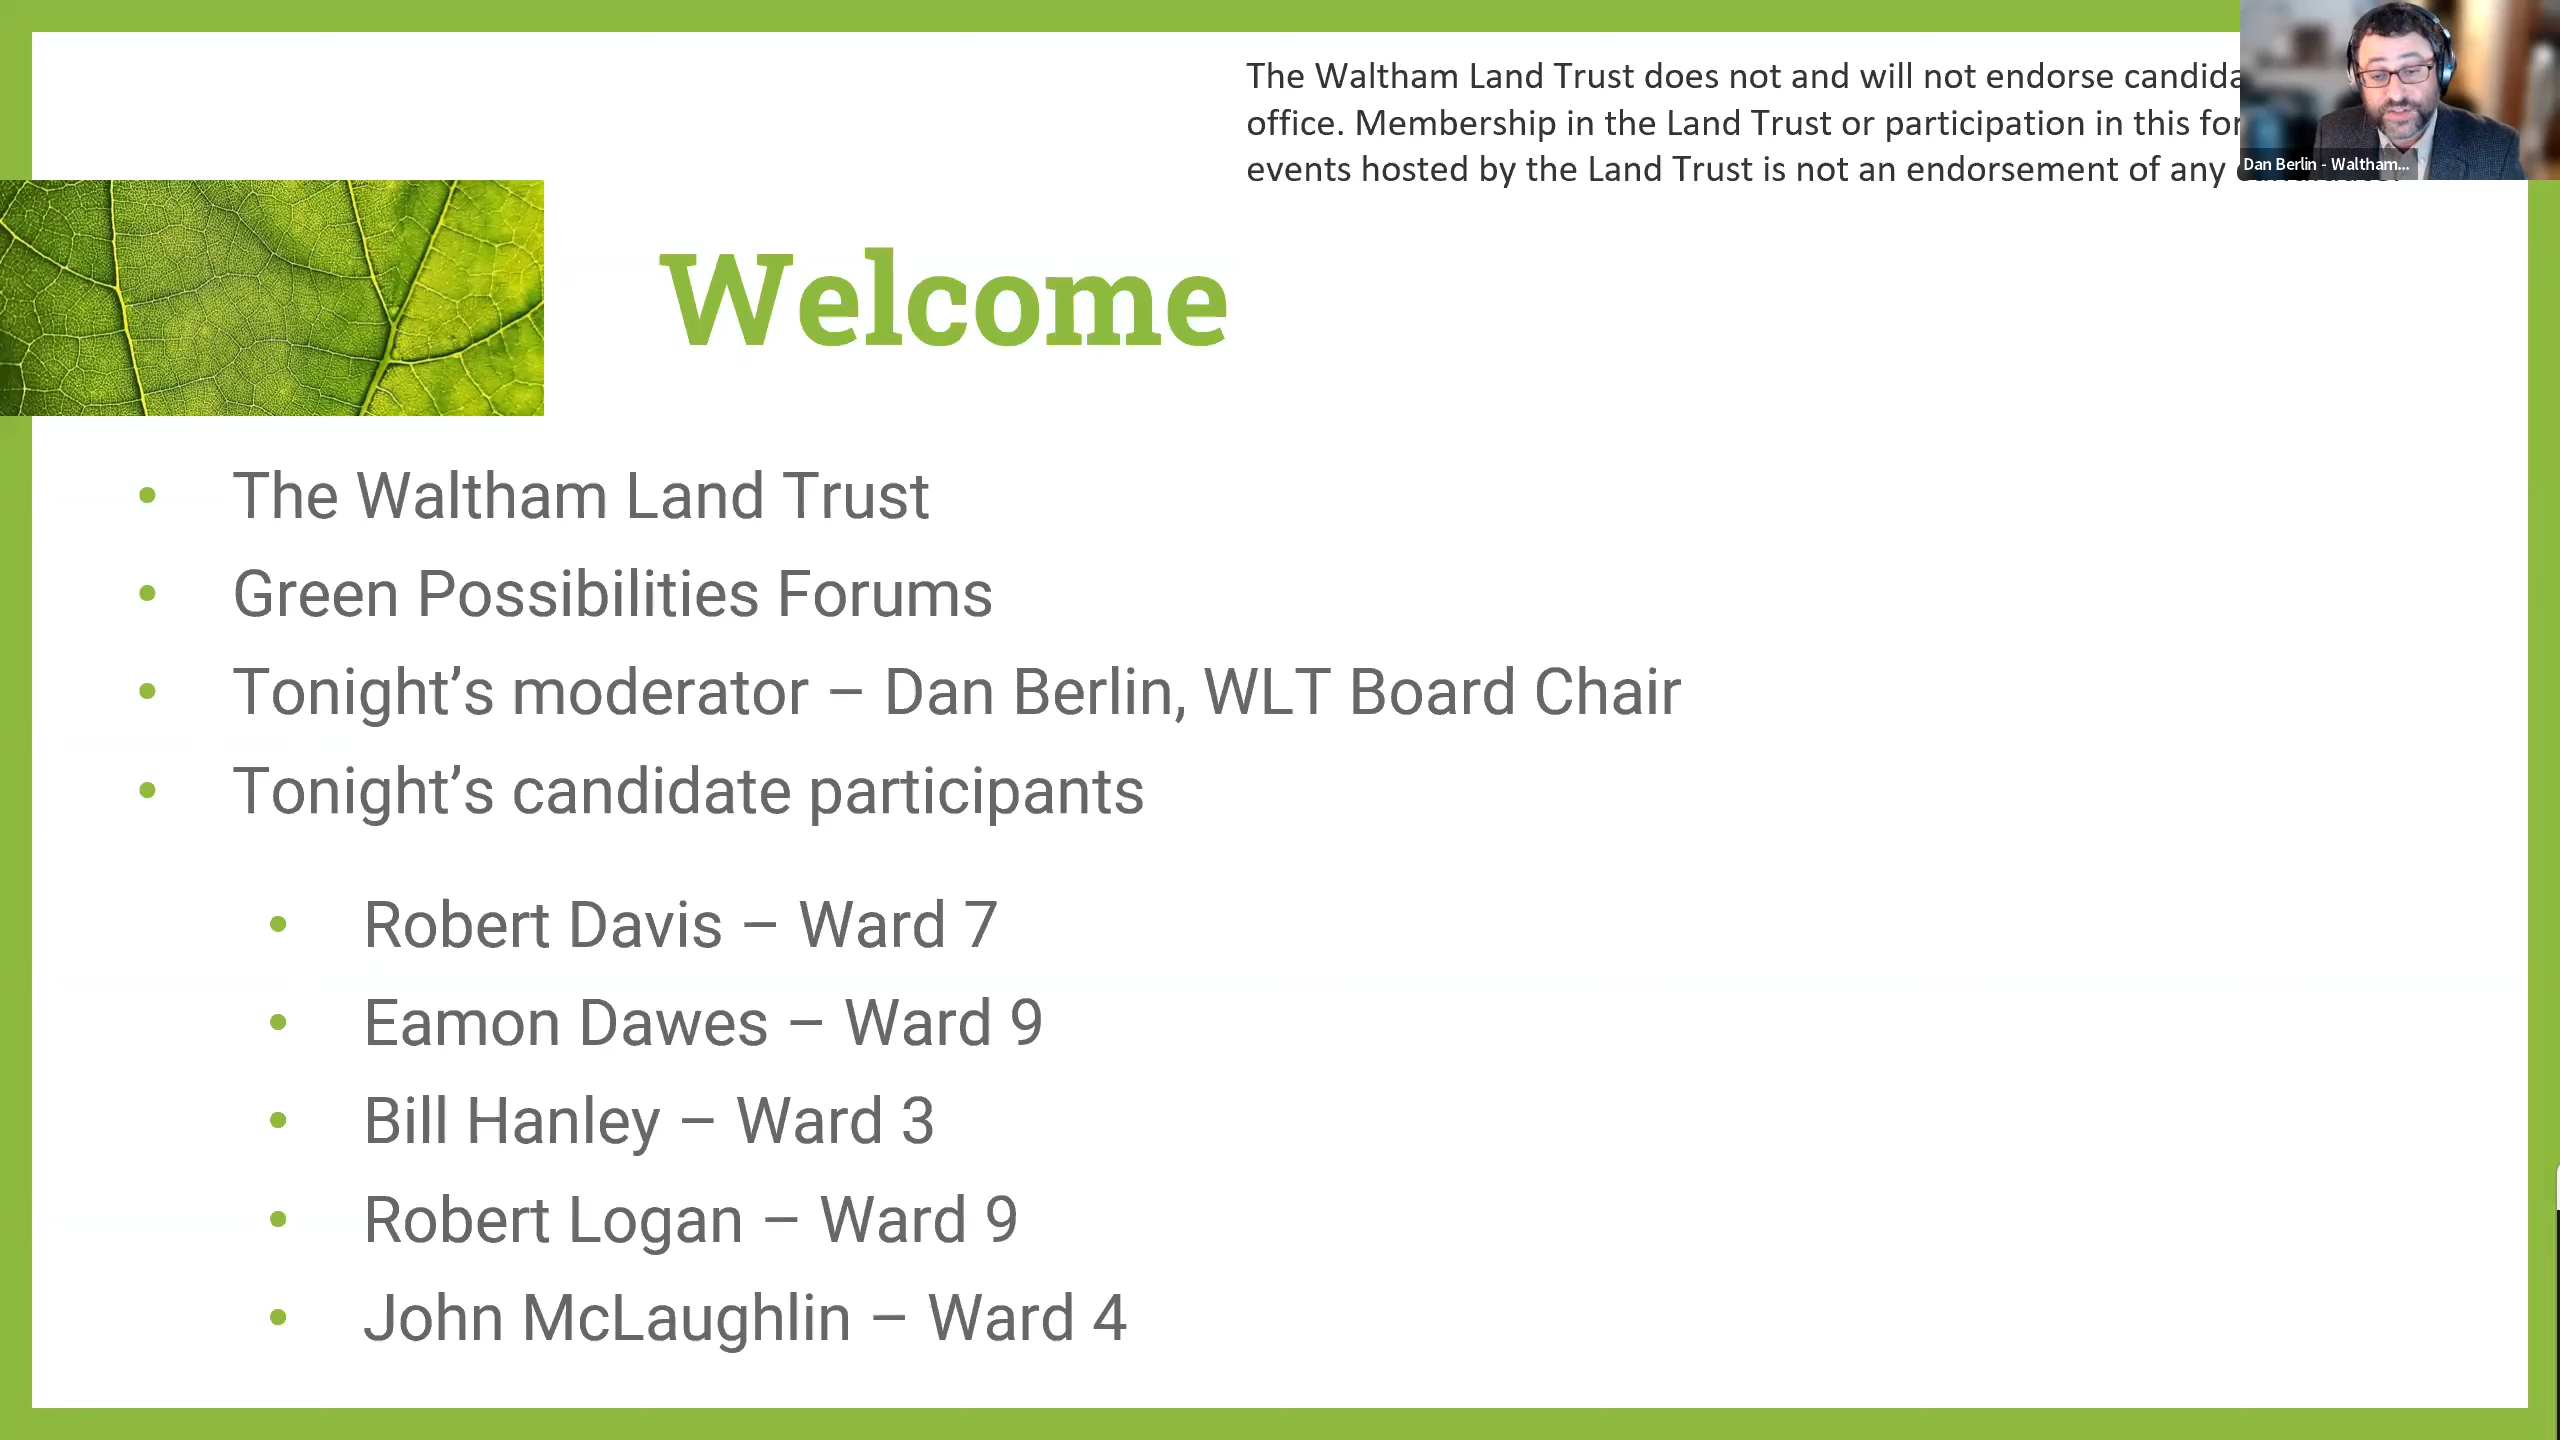 The Waltham Land Trust does not and will not endorse
office. Membership in the Land Trust or participation in this
events hosted by the Land Trust is not an endorsement of any
Dan Berlin - Waltham...
Welcome
• The Waltham Land Trust
• Green Possibilities Forums
• Tonight’s moderator – Dan Berlin, WLT Board Chair
• Tonight’s candidate participants
• Robert Davis – Ward 7
• Eamon Dawes – Ward 9
• Bill Hanley – Ward 3
• Robert Logan – Ward 9
• John McLaughlin – Ward 4